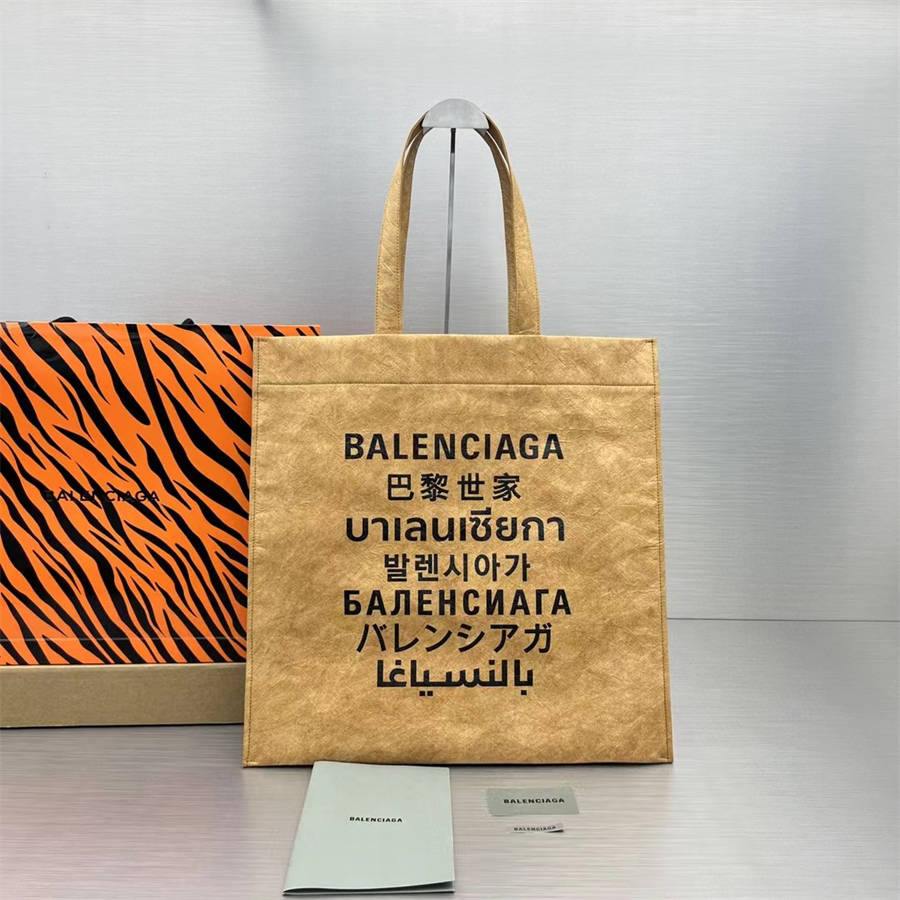 BALENCIAGA
巴黎世家
บาเลนเซียกา
발렌시아가
БАЛЕНСИАГА
バレンシアガ
بالنسياغا
BALENCIAGA
BALENCIAGA
BALENCIAGA
BALENCIAGA